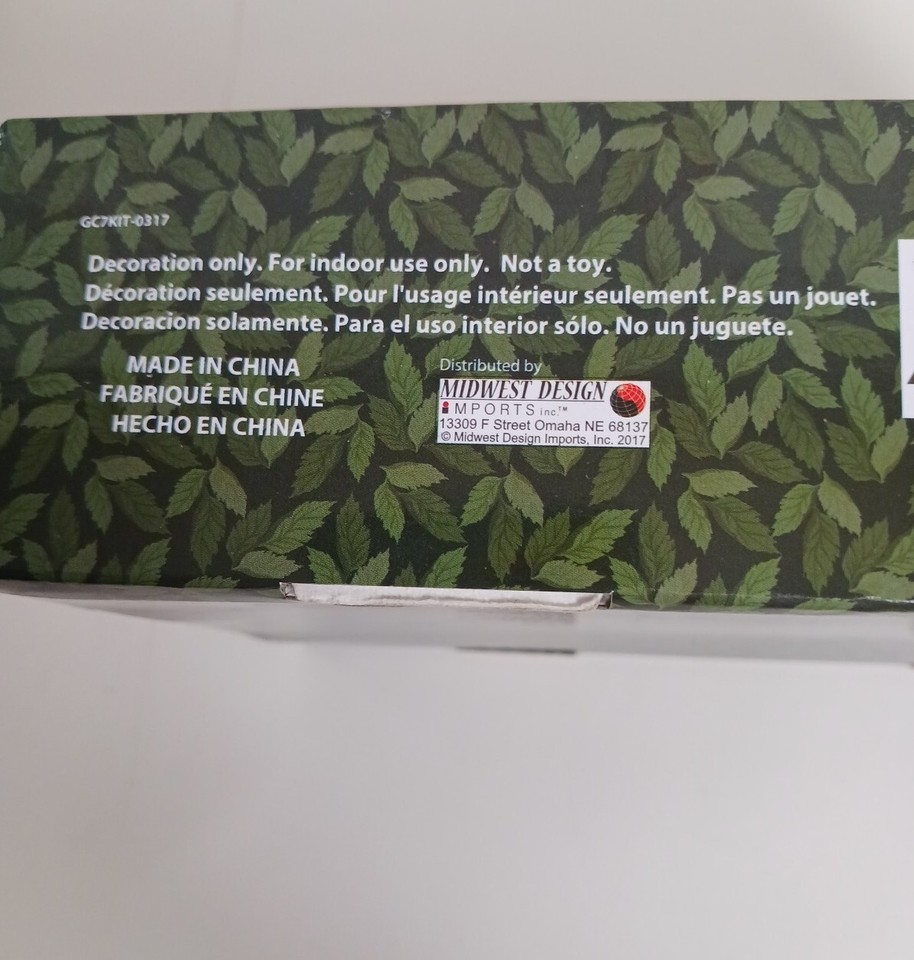 GC7KIT-0317
Decoration only. For indoor use only. Not a toy.
Décoration seulement. Pour l'usage intérieur seulement. Pas un jouet.
Decoracion solamente. Para el uso interior sólo. No un juguete.
MADE IN CHINA
FABRIQUÉ EN CHINE
HECHO EN CHINA
Distributed by
MIDWEST DESIGN
IMPORTS inc.™
13309 F Street Omaha NE 68137
© Midwest Design Imports, Inc. 2017